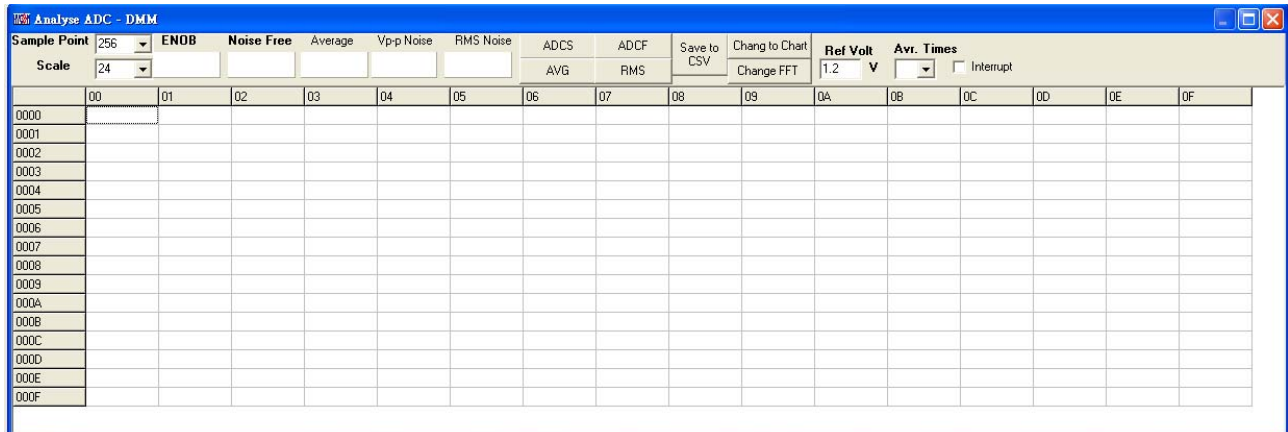 Analyse ADC - DMM
Sample Point 256 ENOB Noise Free Average Vp-p Noise RMS Noise ADCS ADCF Save to CSV Chang to Chart Ref Volt Avr. Times
Scale 24 AVG RMS Change FFT 1.2 V Interrupt
00 01 02 03 04 05 06 07 08 09 0A 0B 0C 0D 0E 0F
0000
0001
0002
0003
0004
0005
0006
0007
0008
0009
000A
000B
000C
000D
000E
000F